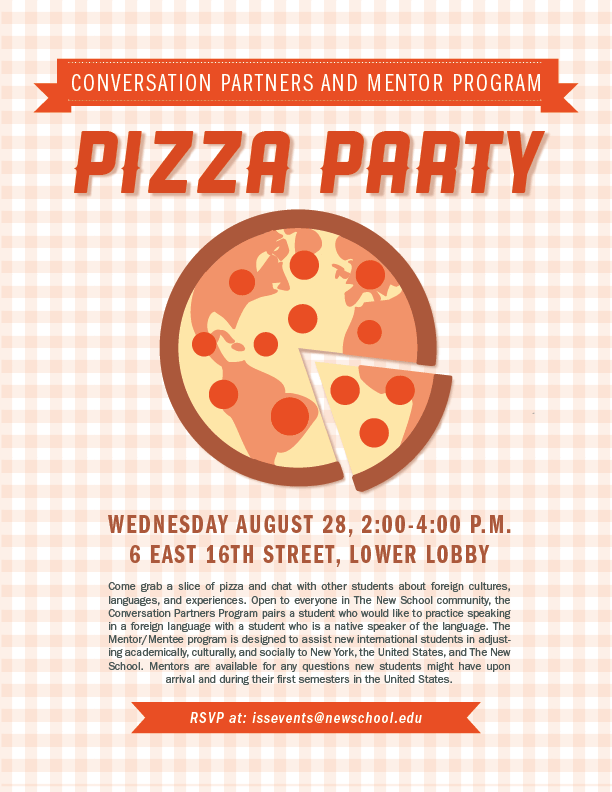 CONVERSATION PARTNERS AND MENTOR PROGRAM
PIZZA PARTY
WEDNESDAY AUGUST 28, 2:00-4:00 P.M.
6 EAST 16TH STREET, LOWER LOBBY
Come grab a slice of pizza and chat with other students about foreign cultures,
languages, and experiences. Open to everyone in The New School community, the
Conversation Partners Program pairs a student who would like to practice speaking
in a foreign language with a student who is a native speaker of the language. The
Mentor/Mentee program is designed to assist new international students in adjust-
ing academically, culturally, and socially to New York, the United States, and The New
School. Mentors are available for any questions new students might have upon
arrival and during their first semesters in the United States.
RSVP at: issevents@newschool.edu